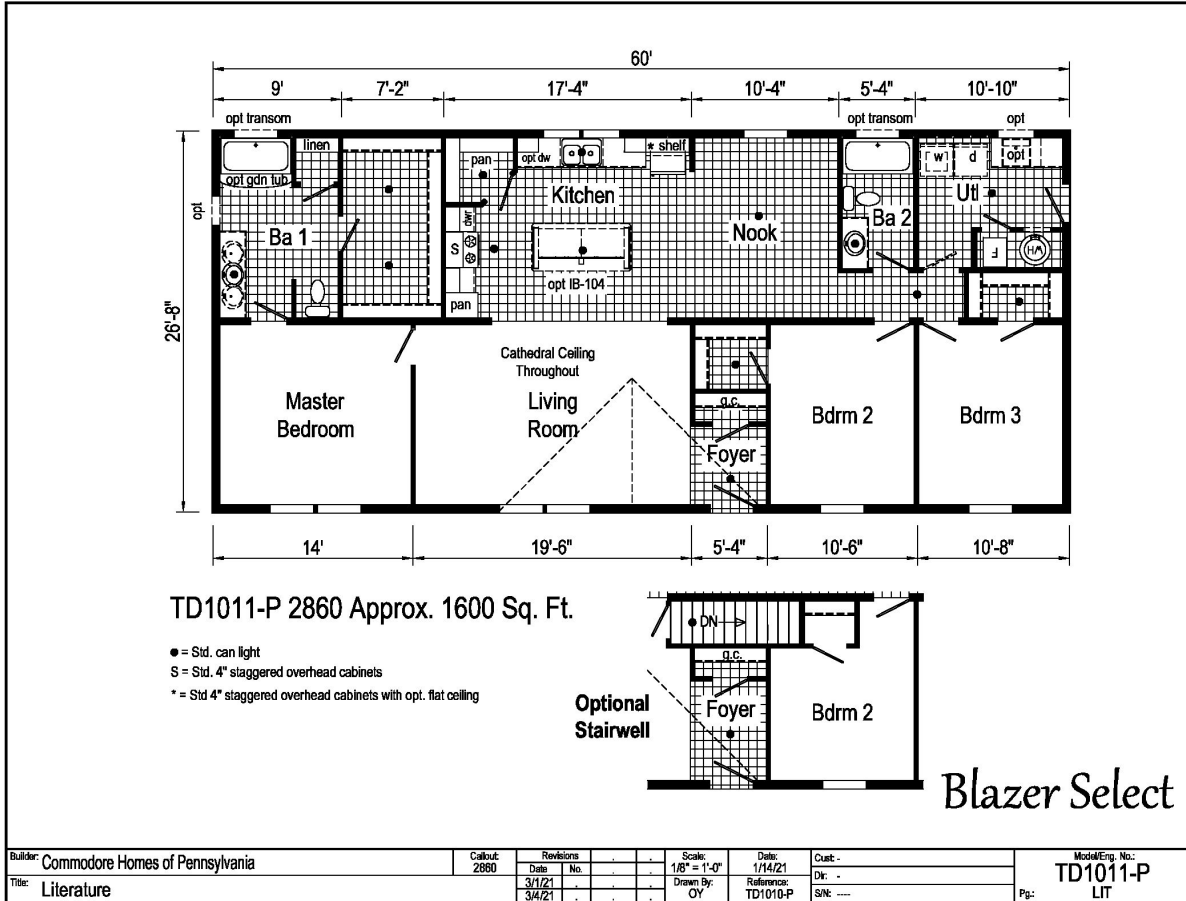 60'
9'
7'-2"
17'-4"
10'-4"
5'-4"
10'-10"
opt transom
opt transom
opt
linen
opt gdn tub
opt
Ba 1
pan
opt dw
* shelf
Kitchen
dwr
S
pan
opt IB-104
Nook
Ba 2
w
d
opt
Utl
F
W/H
26'-8"
Cathedral Ceiling
Throughout
Master
Bedroom
Living
Room
g.c.
Foyer
Bdrm 2
Bdrm 3
14'
19'-6"
5'-4"
10'-6"
10'-8"
TD1011-P 2860 Approx. 1600 Sq. Ft.
● = Std. can light
S = Std. 4" staggered overhead cabinets
* = Std 4" staggered overhead cabinets with opt. flat ceiling
DN
g.c.
Optional
Stairwell
Foyer
Bdrm 2
Blazer Select
Builder: Commodore Homes of Pennsylvania
Title: Literature
Callout:
2860
Revisions
Date No.
3/1/21
3/4/21
Scale:
1/8" = 1'-0"
Drawn By:
OY
Date:
1/14/21
Reference:
TD1010-P
Cust: -
Dlr: -
S/N: ----
Model/Eng. No.:
TD1011-P
Pg.: LIT